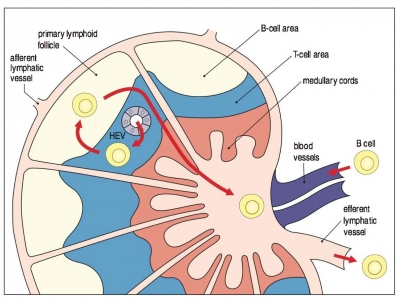 B-cell area
primary lymphoid
follicle
T-cell area
afferent
lymphatic
vessel
medullary cords
HEV
blood
vessels
B cell
efferent
lymphatic
vessel